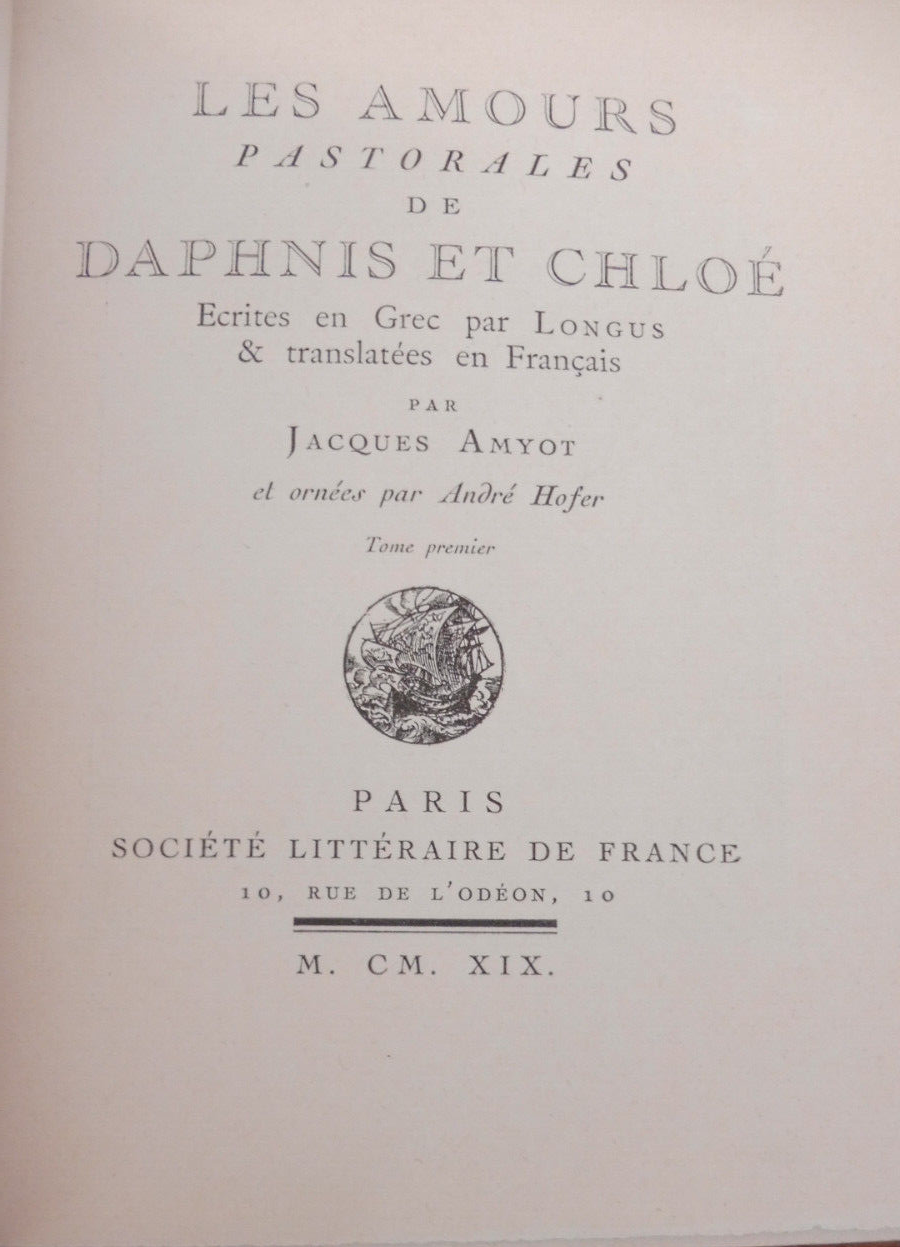 LES AMOURS
PASTORALES
DE
DAPHNIS ET CHLOÉ
Ecrites en Grec par LONGUS
& translatées en Français
PAR
JACQUES AMYOT
et ornées par André Hofer
Tome premier
PARIS
SOCIÉTÉ LITTÉRAIRE DE FRANCE
10, RUE DE L'ODÉON, 10
M. CM. XIX.